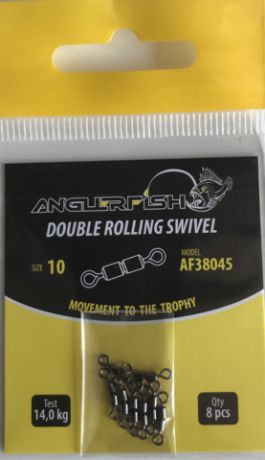 ANGLERFISH
DOUBLE ROLLING SWIVEL
SIZE 10
MODEL
AF38045
MOVEMENT TO THE TROPHY
Test
14,0 kg
Qty
8 pcs